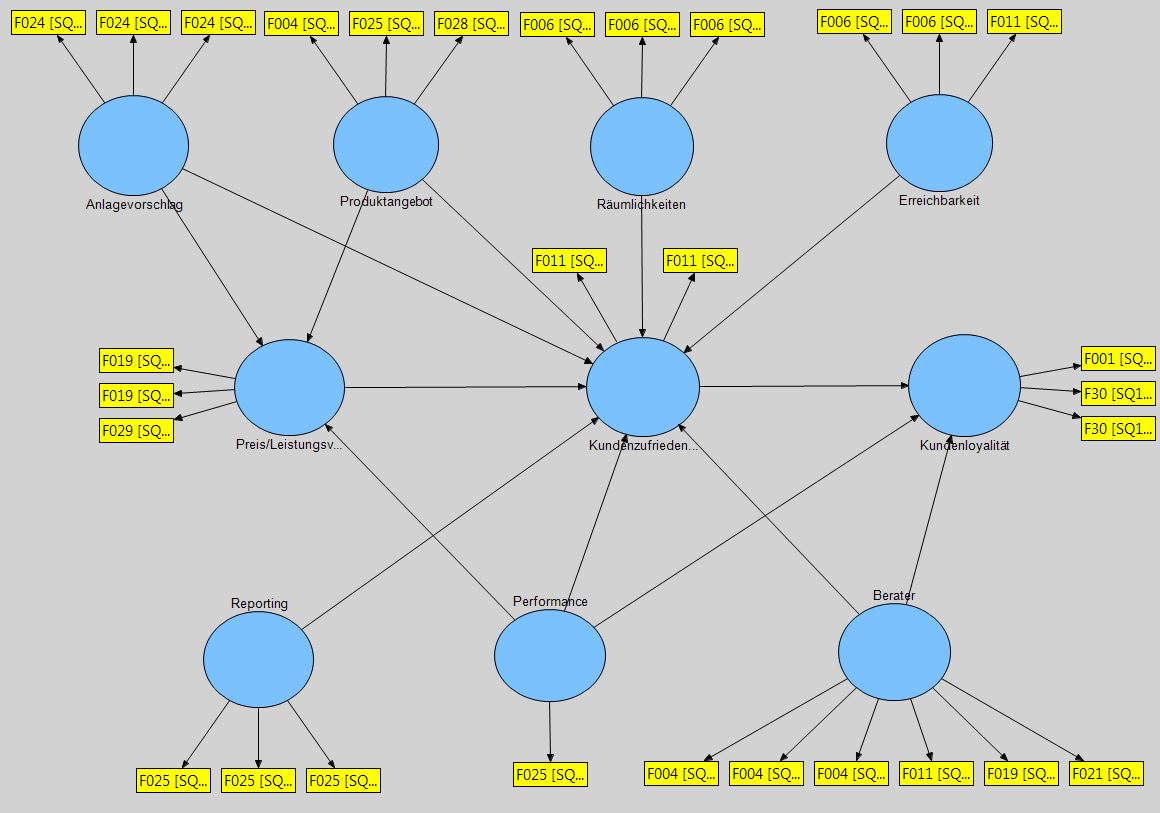 F024 [SQ...
F024 [SQ...
F024 [SQ...
F004 [SQ...
F025 [SQ...
F028 [SQ...
F006 [SQ...
F006 [SQ...
F006 [SQ...
F006 [SQ...
F006 [SQ...
F011 [SQ...
Anlagevorschlag
Produktangebot
Räumlichkeiten
Erreichbarkeit
F011 [SQ...
F011 [SQ...
F019 [SQ...
F019 [SQ...
F029 [SQ...
F001 [SQ...
F30 [SQ1...
F30 [SQ1...
Preis/Leistungsv...
Kundenzufrieden...
Kundenloyalität
Reporting
Performance
Berater
F025 [SQ...
F025 [SQ...
F025 [SQ...
F025 [SQ...
F004 [SQ...
F004 [SQ...
F004 [SQ...
F011 [SQ...
F019 [SQ...
F021 [SQ...